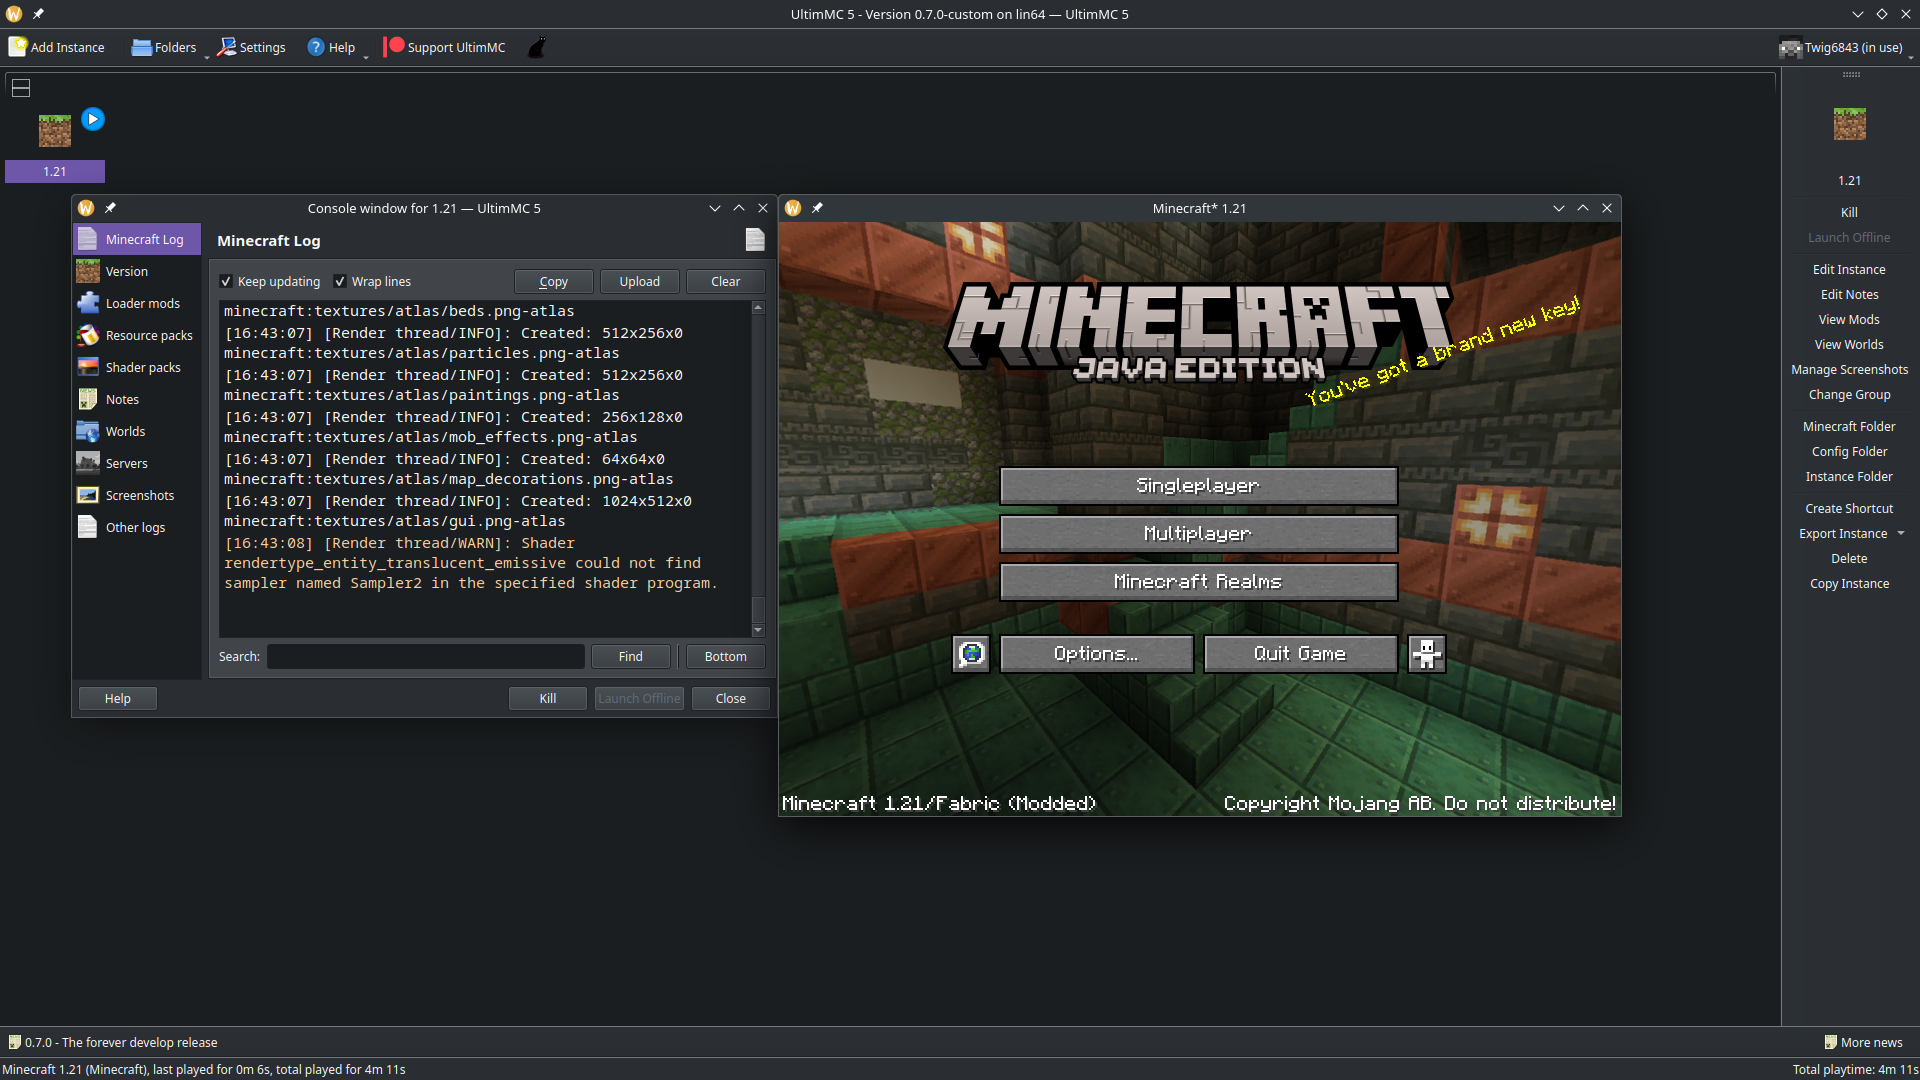 UltimMC 5 - Version 0.7.0-custom on lin64 — UltimMC 5
Add Instance
Folders
Settings
Help
Support UltimMC
Twig6843 (in use)
1.21
Console window for 1.21 — UltimMC 5
Minecraft Log
Version
Loader mods
Resource packs
Shader packs
Notes
Worlds
Servers
Screenshots
Other logs
Minecraft Log
Keep updating
Wrap lines
Copy
Upload
Clear
minecraft:textures/atlas/beds.png-atlas
[16:43:07] [Render thread/INFO]: Created: 512x256x0
minecraft:textures/atlas/particles.png-atlas
[16:43:07] [Render thread/INFO]: Created: 512x256x0
minecraft:textures/atlas/paintings.png-atlas
[16:43:07] [Render thread/INFO]: Created: 256x128x0
minecraft:textures/atlas/mob_effects.png-atlas
[16:43:07] [Render thread/INFO]: Created: 64x64x0
minecraft:textures/atlas/map_decorations.png-atlas
[16:43:07] [Render thread/INFO]: Created: 1024x512x0
minecraft:textures/atlas/gui.png-atlas
[16:43:08] [Render thread/WARN]: Shader
rendertype_entity_translucent_emissive could not find
sampler named Sampler2 in the specified shader program.
Search:
Find
Bottom
Help
Kill
Launch Offline
Close
Minecraft* 1.21
MINECRAFT
JAVA EDITION
You've got a brand new key!
Singleplayer
Multiplayer
Minecraft Realms
Options...
Quit Game
Minecraft 1.21/Fabric (Modded)
Copyright Mojang AB. Do not distribute!
1.21
Kill
Launch Offline
Edit Instance
Edit Notes
View Mods
View Worlds
Manage Screenshots
Change Group
Minecraft Folder
Config Folder
Instance Folder
Create Shortcut
Export Instance
Delete
Copy Instance
0.7.0 - The forever develop release
More news
Minecraft 1.21 (Minecraft), last played for 0m 6s, total played for 4m 11s
Total playtime: 4m 11s